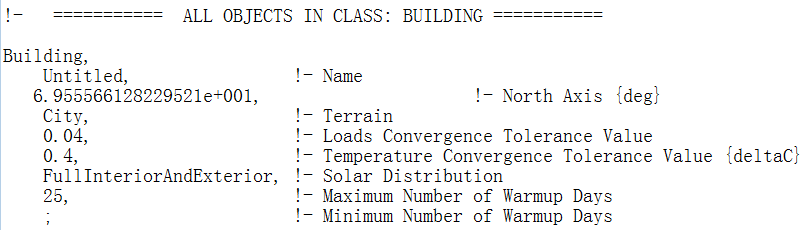 !-   ===========  ALL OBJECTS IN CLASS: BUILDING ===========
Building,
    Untitled,                !- Name
   6.955566128229521e+001,                      !- North Axis {deg}
    City,                    !- Terrain
    0.04,                    !- Loads Convergence Tolerance Value
    0.4,                     !- Temperature Convergence Tolerance Value {deltaC}
    FullInteriorAndExterior, !- Solar Distribution
    25,                      !- Maximum Number of Warmup Days
    ;                        !- Minimum Number of Warmup Days